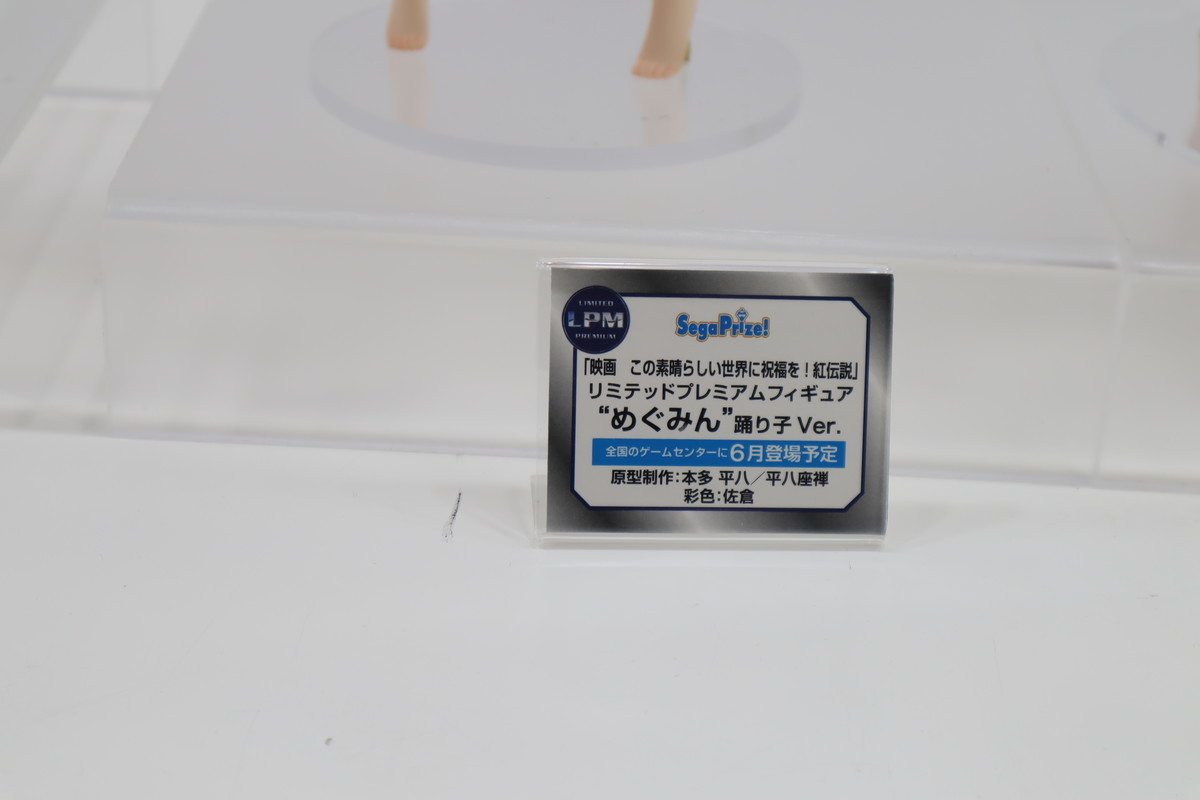 LIMITED
LPM
PREMIUM
SegaPrize!
「映画　この素晴らしい世界に祝福を！紅伝説」
リミテッドプレミアムフィギュア
“めぐみん”踊り子 Ver.
全国のゲームセンターに6月登場予定
原型制作：本多 平八／平八座禅
彩色：佐倉